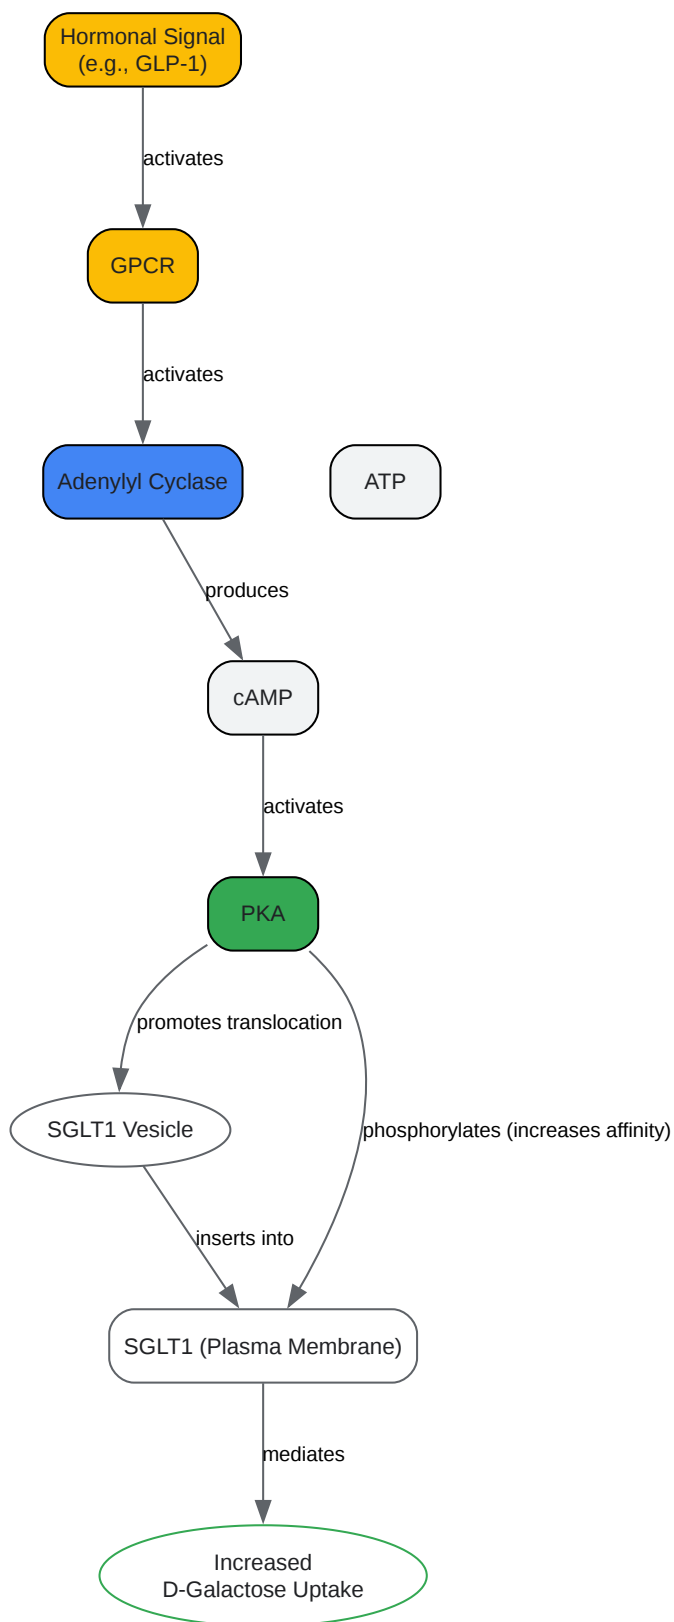 Hormonal Signal
(e.g., GLP-1)
activates
GPCR
activates
Adenylyl Cyclase
ATP
produces
cAMP
activates
PKA
promotes translocation
SGLT1 Vesicle
phosphorylates (increases affinity)
inserts into
SGLT1 (Plasma Membrane)
mediates
Increased
D-Galactose Uptake